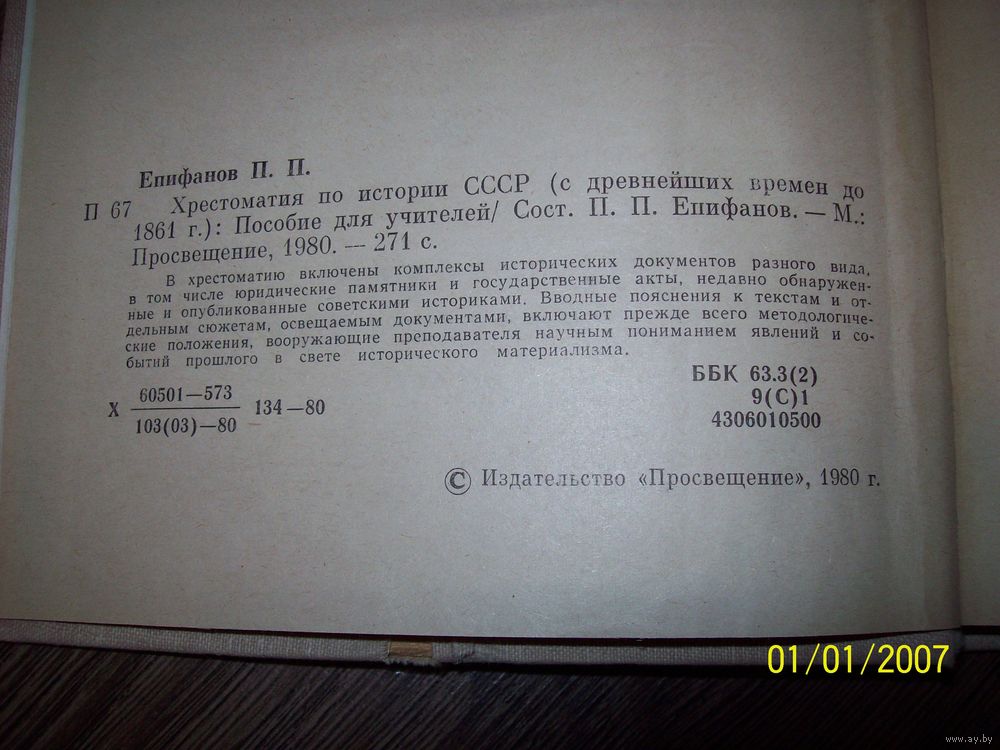 Епифанов П. П.
П 67 Хрестоматия по истории СССР (с древнейших времен до
1861 г.): Пособие для учителей/ Сост. П. П. Епифанов. — М.:
Просвещение, 1980. — 271 с.
В хрестоматию включены комплексы исторических документов разного вида,
в том числе юридические памятники и государственные акты, недавно обнаружен-
ные и опубликованные советскими историками. Вводные пояснения к текстам и от-
дельным сюжетам, освещаемым документами, включают прежде всего методологиче-
ские положения, вооружающие преподавателя научным пониманием явлений и со-
бытий прошлого в свете исторического материализма.
Х 60501—573 134—80
103(03)—80
ББК 63.3(2)
9(С)1
4306010500
© Издательство «Просвещение», 1980 г.
01/01/2007
www.ay.by